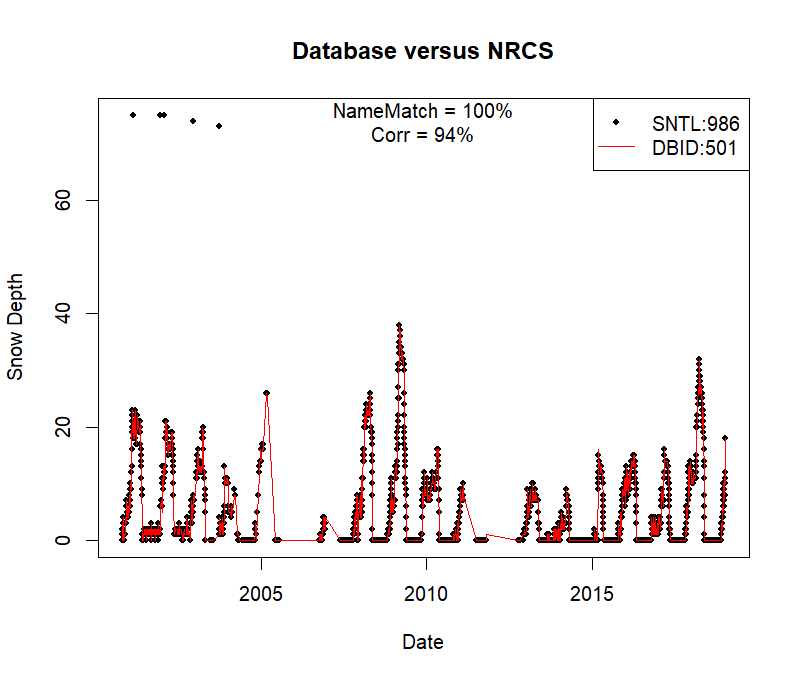 Database versus NRCS
NameMatch = 100%
Corr = 94%
SNTL:986
DBID:501
60
40
20
0
Snow Depth
2005
2010
2015
Date